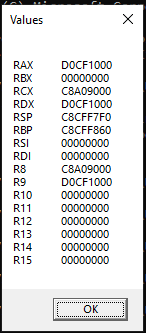 Values
RAX D0CF1000
RBX 00000000
RCX C8A09000
RDX D0CF1000
RSP C8CFF7F0
RBP C8CFF860
RSI 00000000
RDI 00000000
R8 C8A09000
R9 D0CF1000
R10 00000000
R11 00000000
R12 00000000
R13 00000000
R14 00000000
R15 00000000
OK